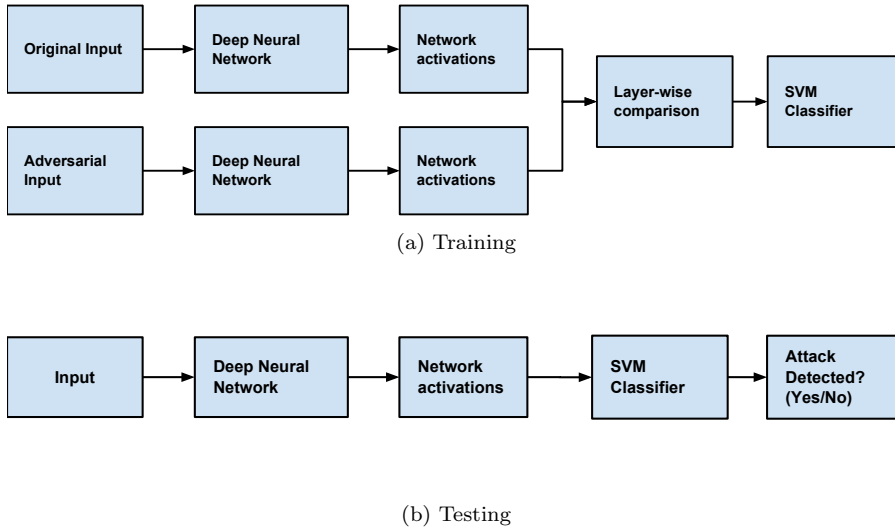 Original Input
Deep Neural
Network
Network
activations
Layer-wise
comparison
SVM
Classifier
Adversarial
Input
Deep Neural
Network
Network
activations
(a) Training
Input
Deep Neural
Network
Network
activations
SVM
Classifier
Attack
Detected?
(Yes/No)
(b) Testing